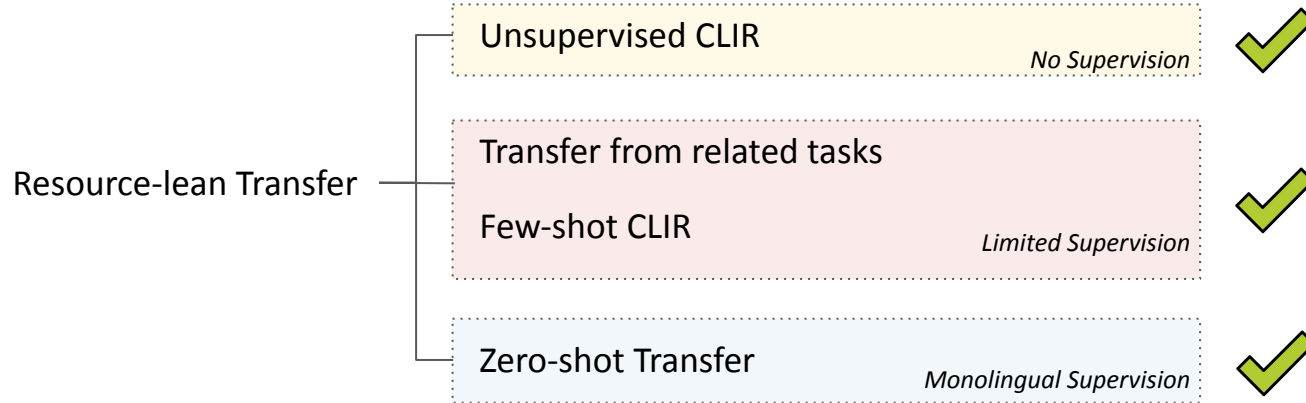 Unsupervised CLIR
No Supervision
Transfer from related tasks
Resource-lean Transfer
Few-shot CLIR
Limited Supervision
Zero-shot Transfer
Monolingual Supervision